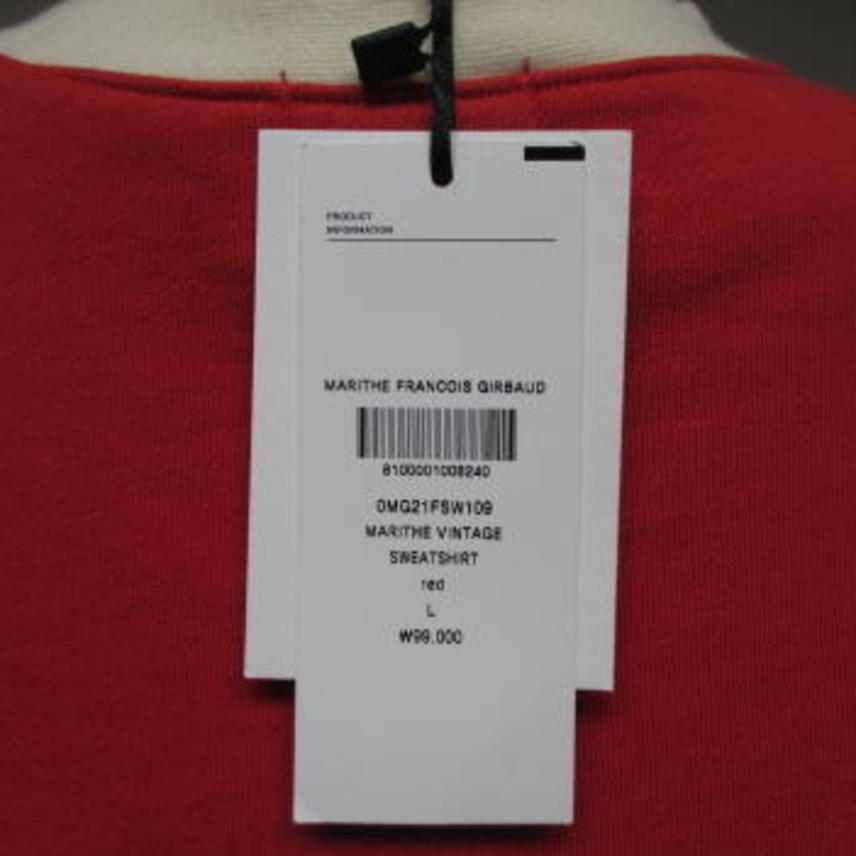 PRODUCT
INFORMATION
MARITHE FRANCOIS GIRBAUD
8100001008240
0MG21FSW109
MARITHE VINTAGE
SWEATSHIRT
red
L
₩99.000